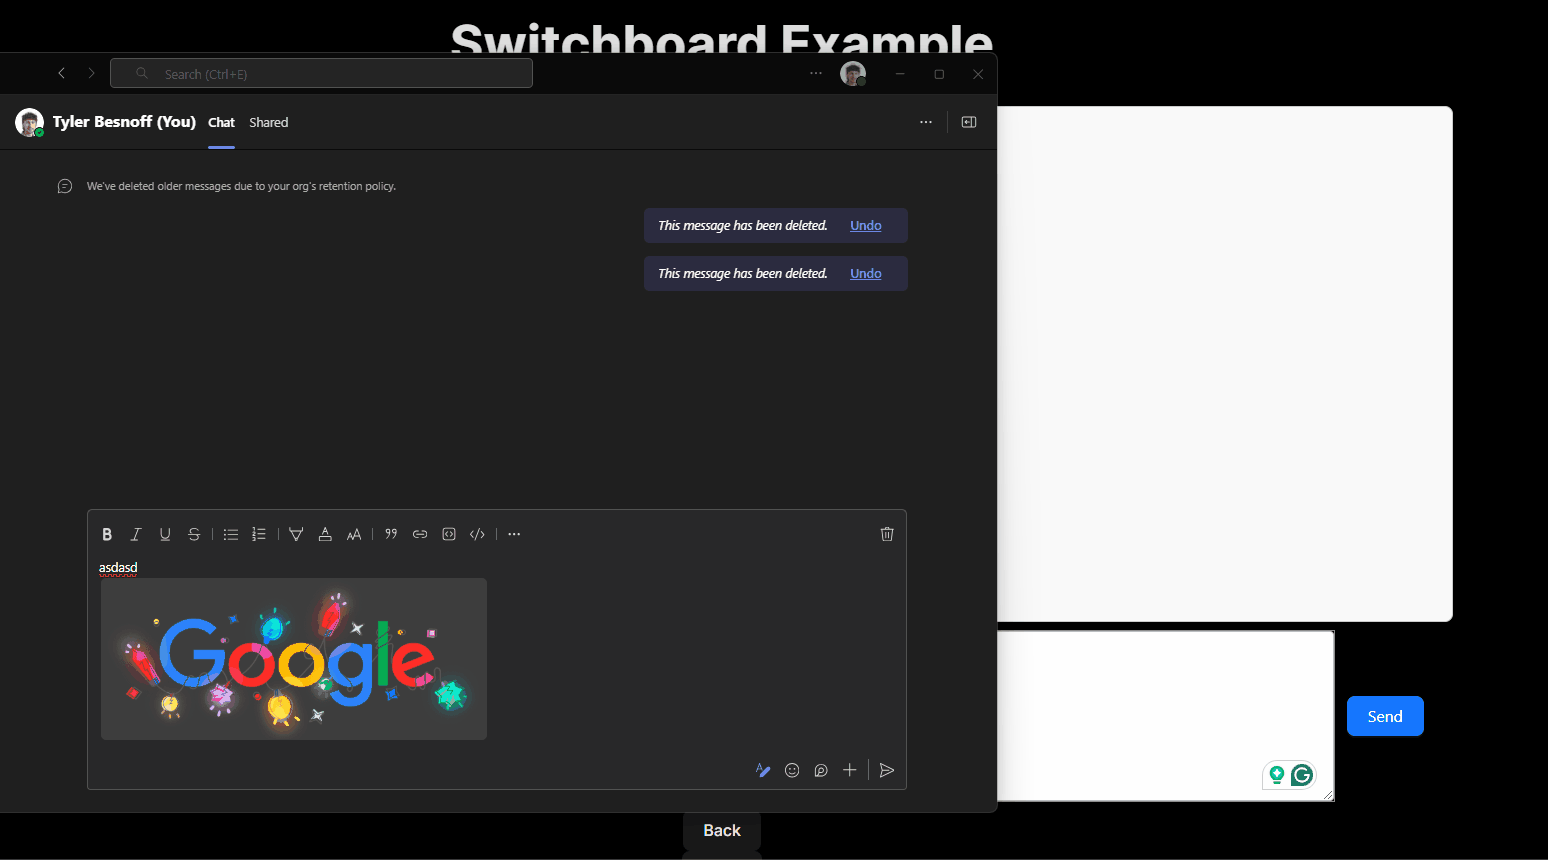 Switchboard Example
Search (Ctrl+E)
Tyler Besnoff (You) Chat Shared
We've deleted older messages due to your org's retention policy.
This message has been deleted. Undo
This message has been deleted. Undo
asdasd
Google
Send
Back